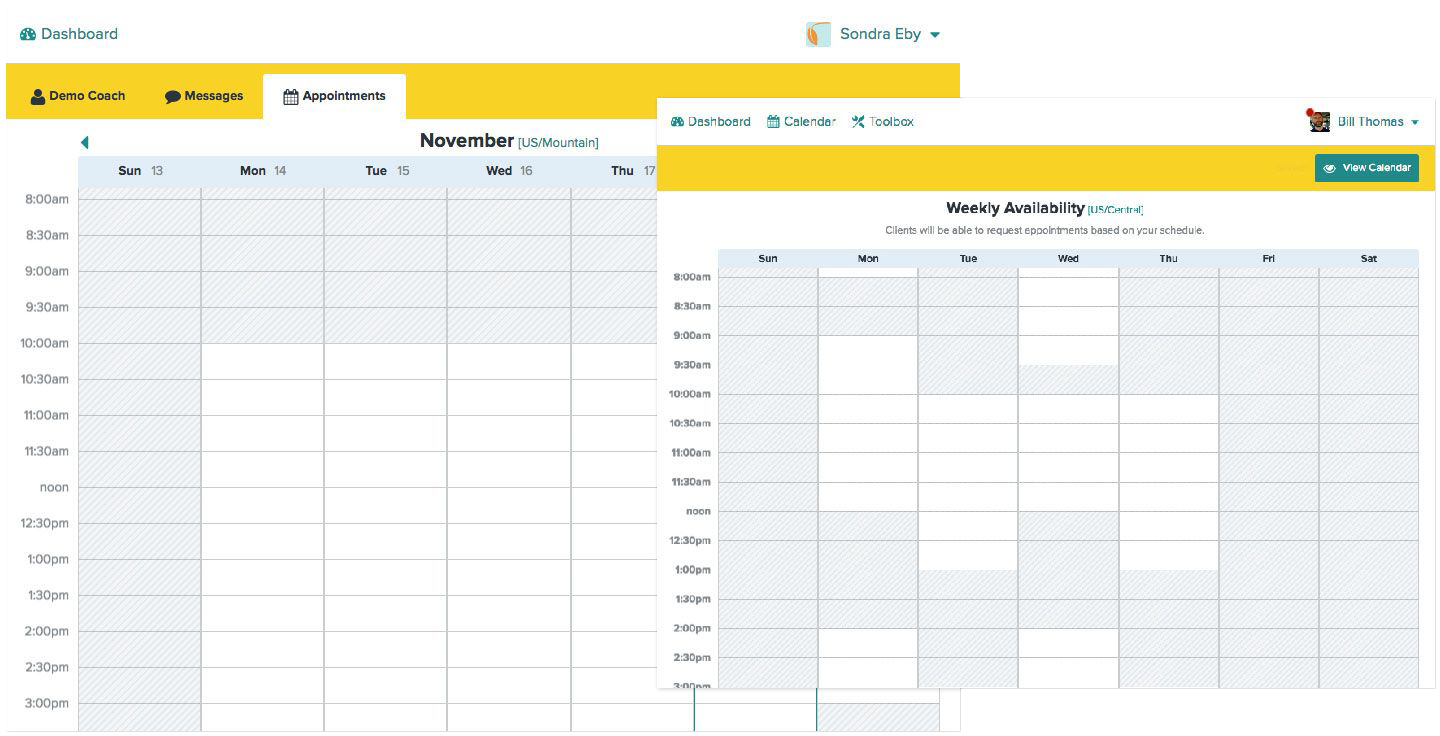 Dashboard
Sondra Eby
Demo Coach Messages Appointments
November [US/Mountain]
Sun 13 Mon 14 Tue 15 Wed 16 Thu 17
8:00am
8:30am
9:00am
9:30am
10:00am
10:30am
11:00am
11:30am
noon
12:30pm
1:00pm
1:30pm
2:00pm
2:30pm
3:00pm
Dashboard Calendar Toolbox
Bill Thomas
View Calendar
Weekly Availability [US/Central]
Clients will be able to request appointments based on your schedule.
Sun Mon Tue Wed Thu Fri Sat
8:00am
8:30am
9:00am
9:30am
10:00am
10:30am
11:00am
11:30am
noon
12:30pm
1:00pm
1:30pm
2:00pm
2:30pm
3:00pm